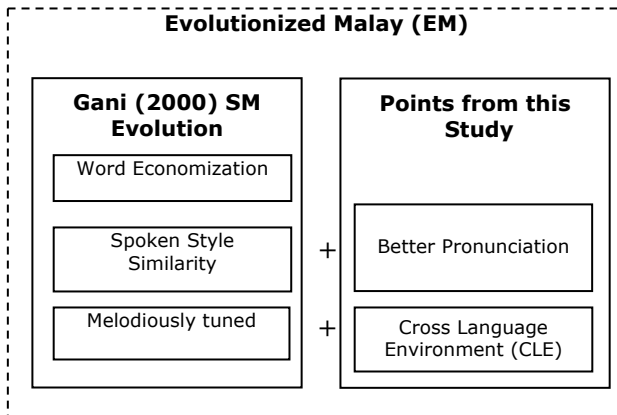 Evolutionized Malay (EM)
Gani (2000) SM
Evolution
Word Economization
Spoken Style
Similarity
Melodiously tuned
+
+
Points from this
Study
Better Pronunciation
Cross Language
Environment (CLE)